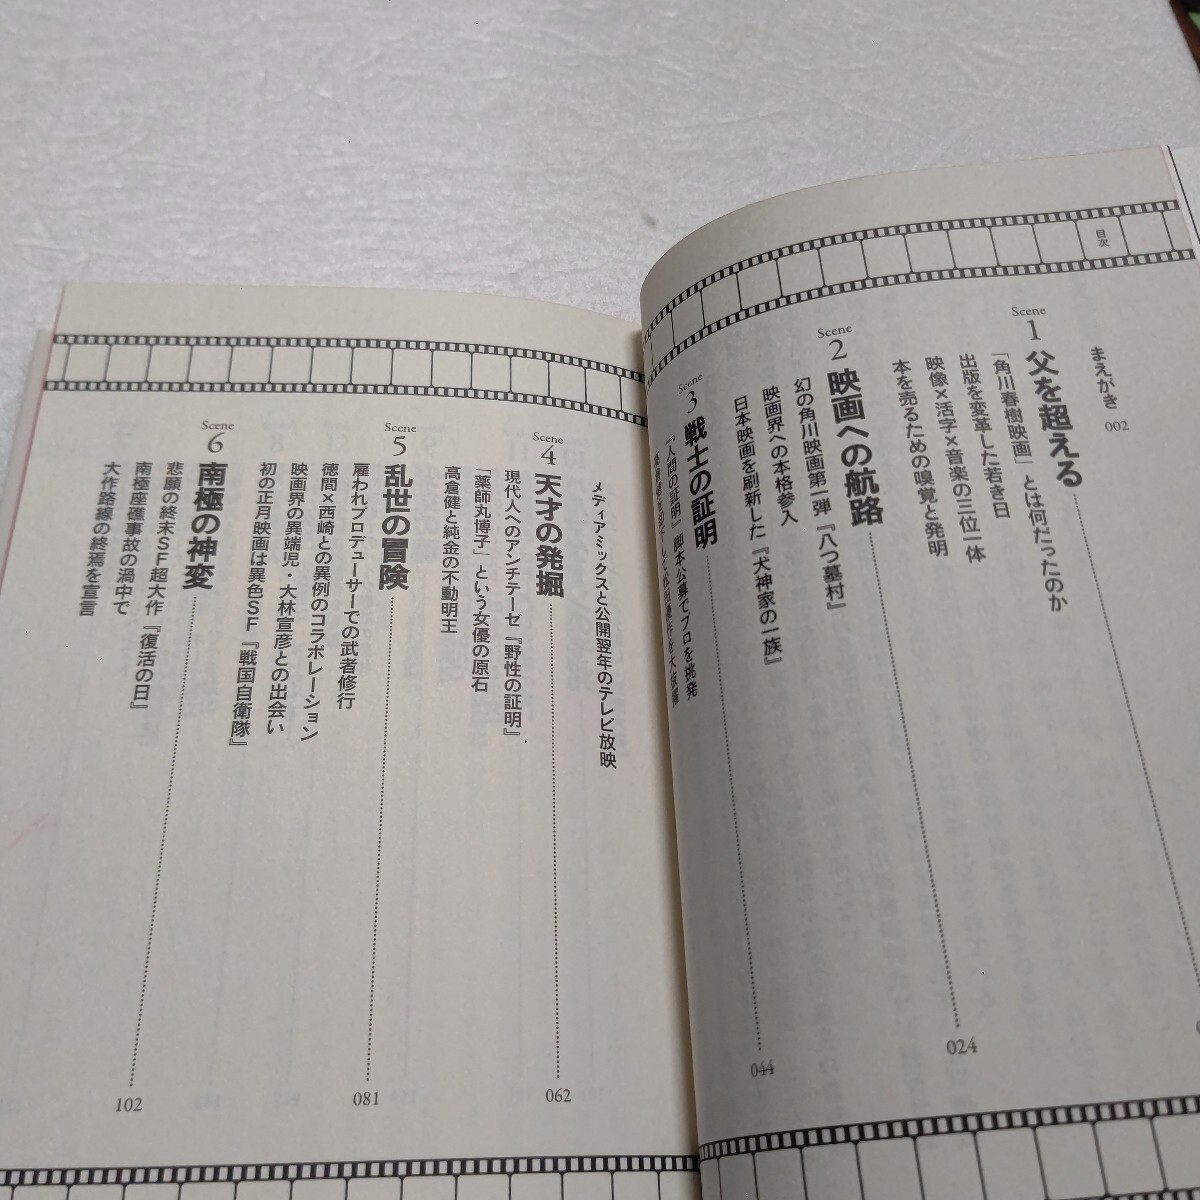 目次
まえがき 002
Scene
1 父を超える
「角川春樹映画」とは何だったのか
出版を変革した若き日
映像×活字×音楽の三位一体
本を売るための嗅覚と発明
Scene
2 映画への航路 024
幻の角川映画第一弾『八つ墓村』
映画界への本格参入
日本映画を刷新した『犬神家の一族』
Scene
3 戦士の証明 044
『人間の証明』脚本公募でプロを挑発
松田優作を大抜擢
メディアミックスと公開翌年のテレビ放映
Scene
4 天才の発掘 062
現代人へのアンチテーゼ『野性の証明』
「薬師丸博子」という女優の原石
高倉健と純金の不動明王
Scene
5 乱世の冒険 081
雇われプロデューサーでの武者修行
徳間×西崎との異例のコラボレーション
映画界の異端児・大林宣彦との出会い
初の正月映画は異色SF『戦国自衛隊』
Scene
6 南極の神変 102
悲願の終末SF超大作『復活の日』
南極座礁事故の渦中で
大作路線の終焉を宣言